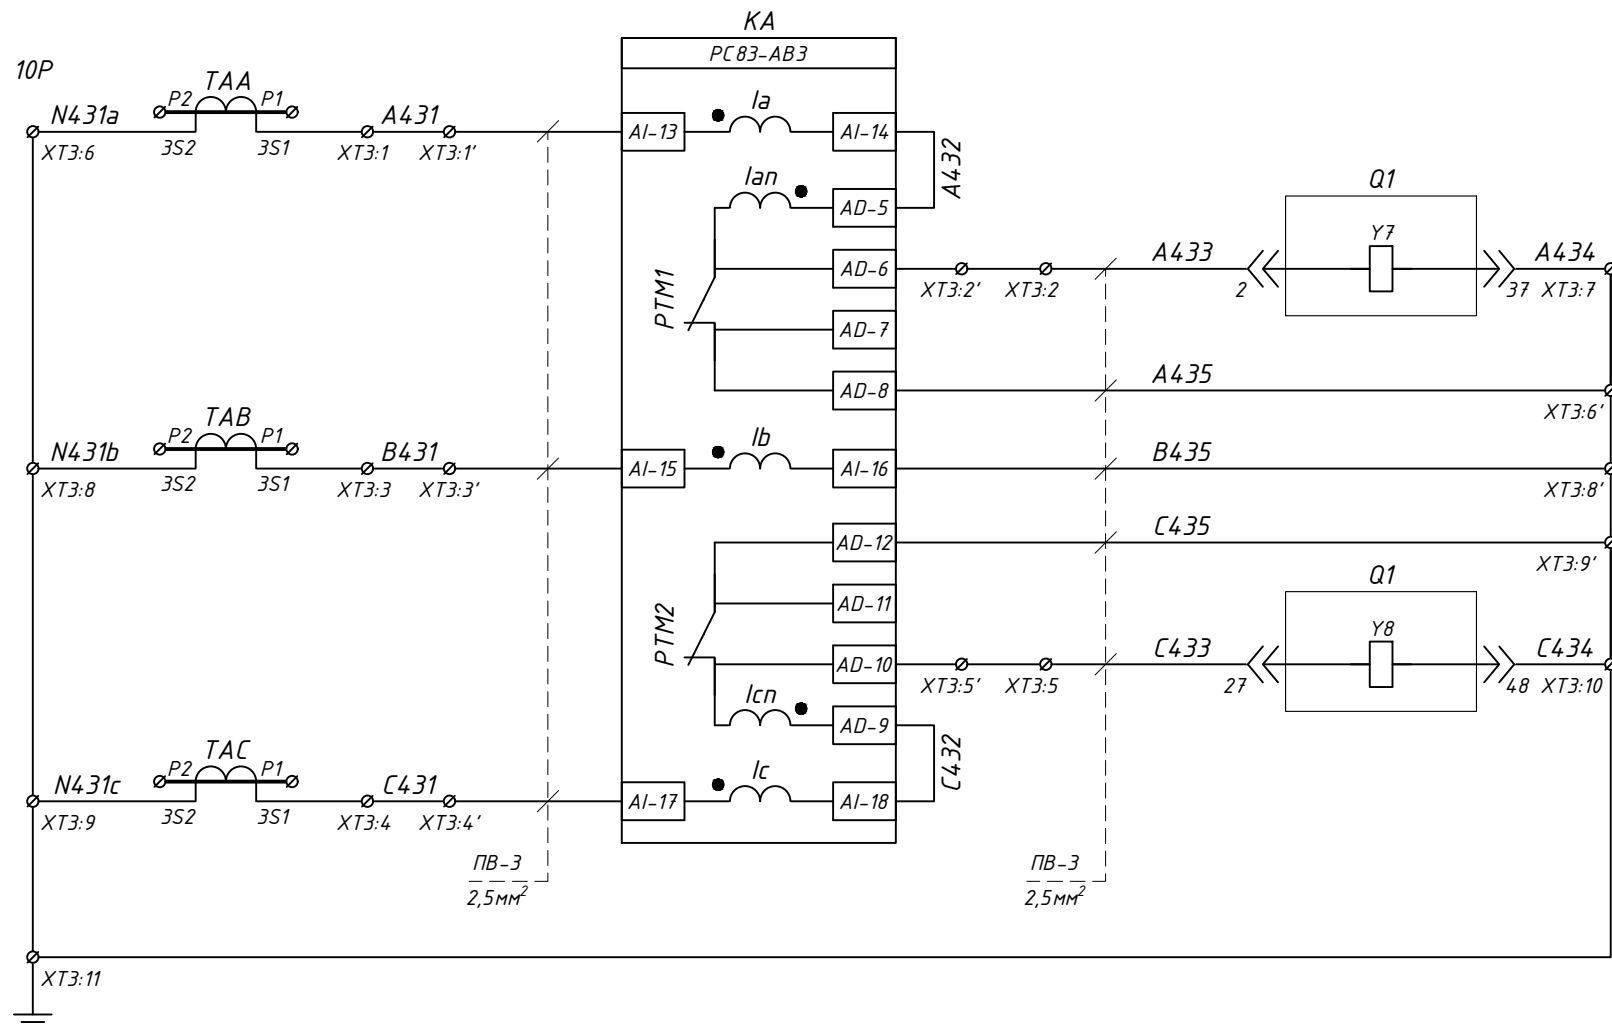 KA
РС83-АВ3
10Р
TAA
P2 P1
N431a
A431
XT3:6
3S2 3S1
XT3:1 XT3:1'
AI-13
Ia
AI-14
A432
Ian
AD-5
AD-6
РТМ1
XT3:2' XT3:2
A433
2
Q1
Y7
37
A434
XT3:7
AD-7
AD-8
A435
XT3:6'
TAB
P2 P1
N431b
B431
XT3:8
3S2 3S1
XT3:3 XT3:3'
AI-15
Ib
AI-16
B435
XT3:8'
AD-12
C435
XT3:9'
AD-11
РТМ2
AD-10
XT3:5' XT3:5
C433
27
Q1
Y8
48
C434
XT3:10
Icn
AD-9
C432
TAC
P2 P1
N431c
C431
XT3:9
3S2 3S1
XT3:4 XT3:4'
AI-17
Ic
AI-18
ПВ-3
2,5мм²
ПВ-3
2,5мм²
XT3:11